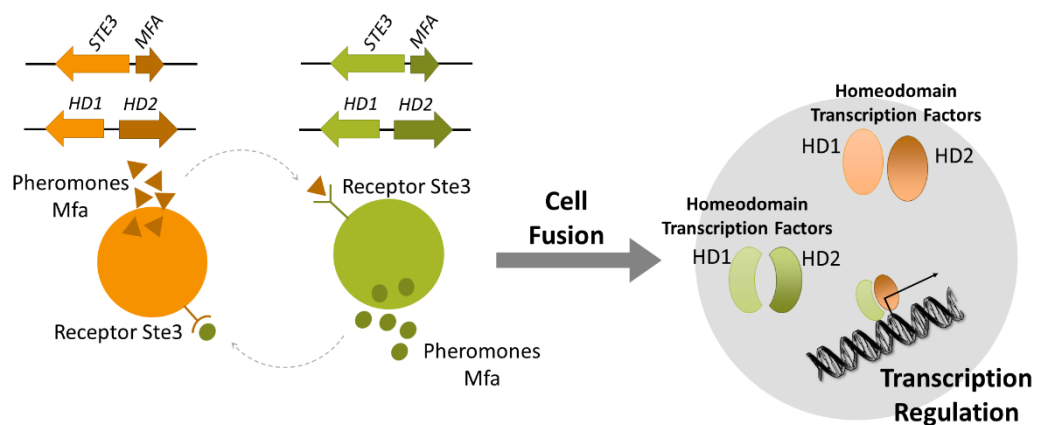 STE3 MFA
HD1 HD2
Pheromones
Mfa
Receptor Ste3
STE3 MFA
HD1 HD2
Receptor Ste3
Pheromones
Mfa
Cell
Fusion
Homeodomain
Transcription Factors
HD1 HD2
Homeodomain
Transcription Factors
HD1 HD2
Transcription
Regulation